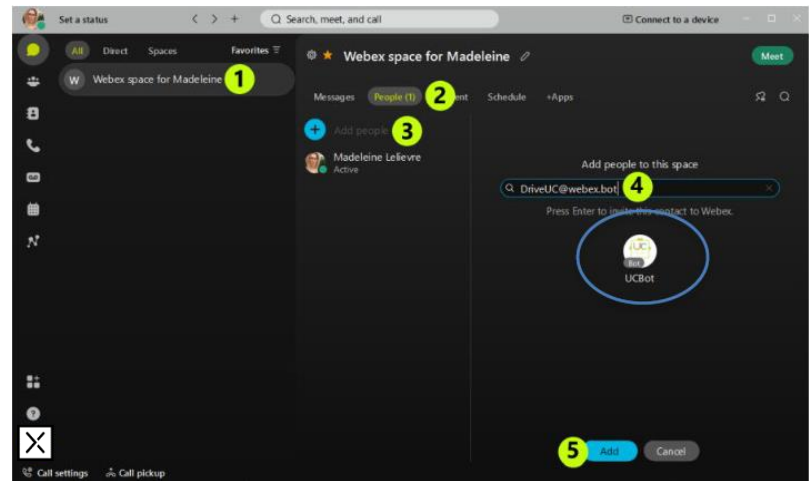 Set a status
Search, meet, and call
Connect to a device
All Direct Spaces Favorites
W Webex space for Madeleine 1
Webex space for Madeleine
Meet
Messages People (1) 2 Schedule +Apps
Add people 3
Madeleine Lelievre
Active
Add people to this space
DriveUC@webex.bot 4
Press Enter to invite this contact to Webex.
UC
Bot
UCBot
5 Add Cancel
Call settings Call pickup